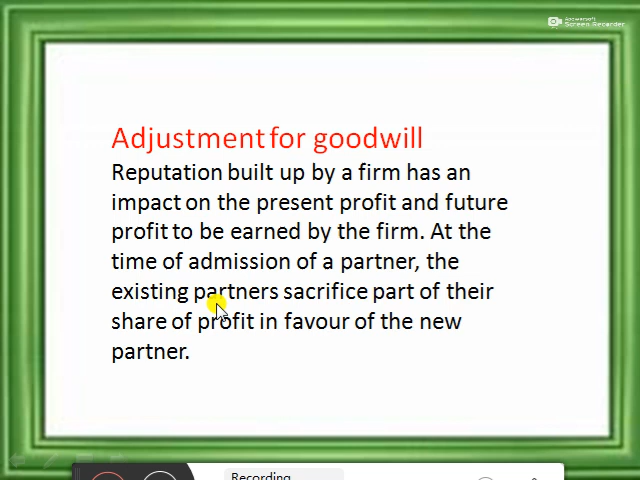 Apowersoft
Screen Recorder
Adjustment for goodwill
Reputation built up by a firm has an
impact on the present profit and future
profit to be earned by the firm. At the
time of admission of a partner, the
existing partners sacrifice part of their
share of profit in favour of the new
partner.
Recording